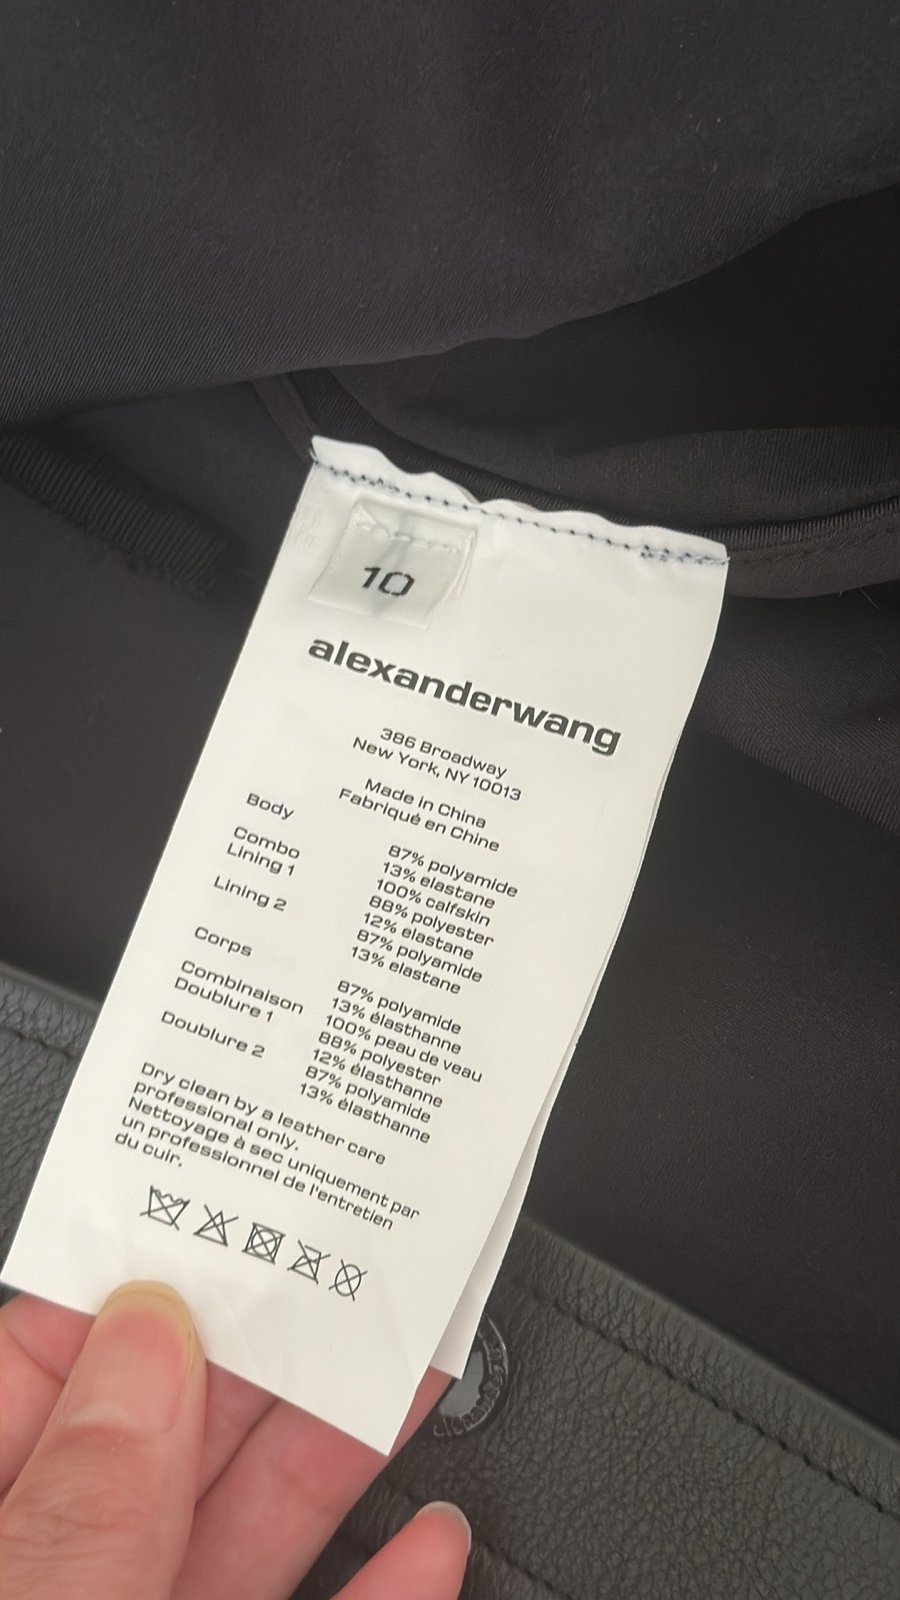 10
alexanderwang
386 Broadway
New York, NY 10013
Made in China
Fabriqué en Chine
Body 87% polyamide
13% elastane
Combo 100% calfskin
Lining 1 88% polyester
12% elastane
Lining 2 87% polyamide
13% elastane
Corps 87% polyamide
13% élasthanne
Combinaison 100% peau de veau
Doublure 1 88% polyester
12% élasthanne
Doublure 2 87% polyamide
13% élasthanne
Dry clean by a leather care
professional only.
Nettoyage à sec uniquement par
un professionnel de l'entretien
du cuir.